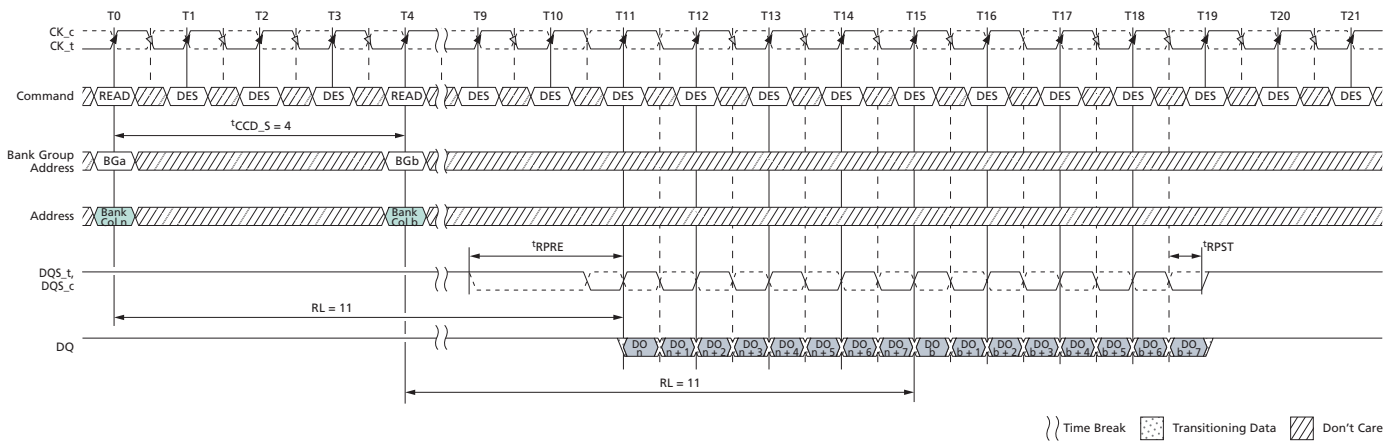 T0 T1 T2 T3 T4 T9 T10 T11 T12 T13 T14 T15 T16 T17 T18 T19 T20 T21
CK_c
CK_t
Command READ DES DES DES READ DES DES DES DES DES DES DES DES DES DES DES DES DES
tCCD_S = 4
Bank Group
Address BGa BGb
Address Bank
Col n Bank
Col b
tRPRE tRPST
DQS_t,
DQS_c
RL = 11
DQ DO
n DO
n + 1 DO
n + 2 DO
n + 3 DO
n + 4 DO
n + 5 DO
n + 6 DO
n + 7 DO
b DO
b + 1 DO
b + 2 DO
b + 3 DO
b + 4 DO
b + 5 DO
b + 6 DO
b + 7
RL = 11
Time Break Transitioning Data Don't Care